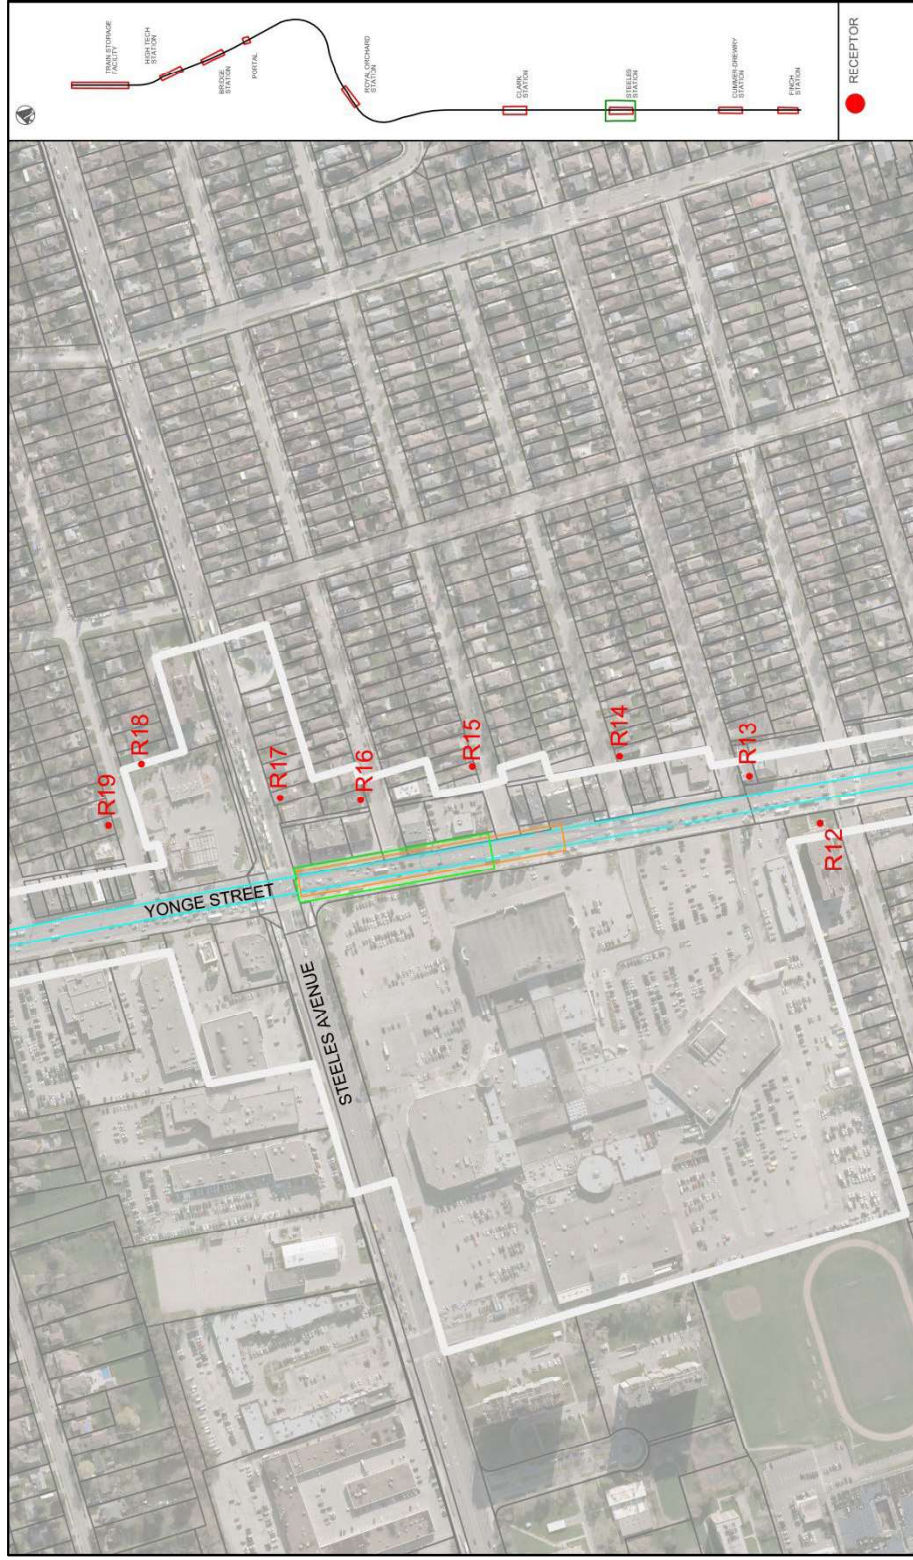 TRAIN STORAGE
FACILITY
HIGH TECH
STATION
BRIDGE
STATION
PORTAL
ROYAL ORCHARD
STATION
CLARK
STATION
STEELES
STATION
CUMMER-DREWRY
STATION
FINCH
STATION
RECEPTOR
R19
R18
R17
R16
R15
R14
R13
R12
YONGE STREET
STEELES AVENUE